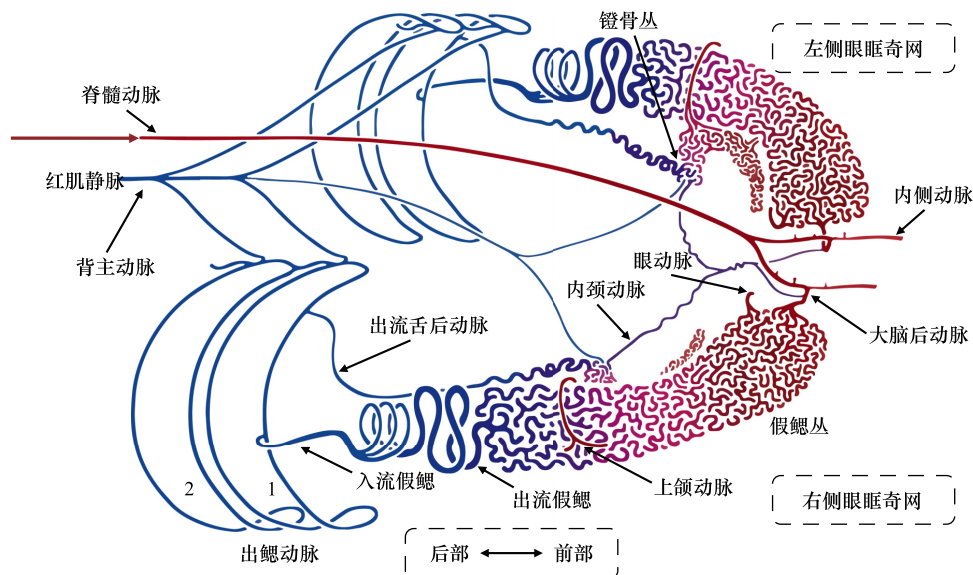 镫骨丛
左侧眼眶奇网
脊髓动脉
红肌静脉
内侧动脉
背主动脉
眼动脉
内颈动脉
出流舌后动脉
大脑后动脉
假鳃丛
入流假鳃
上颌动脉
2
1
出流假鳃
右侧眼眶奇网
出鳃动脉
后部
前部